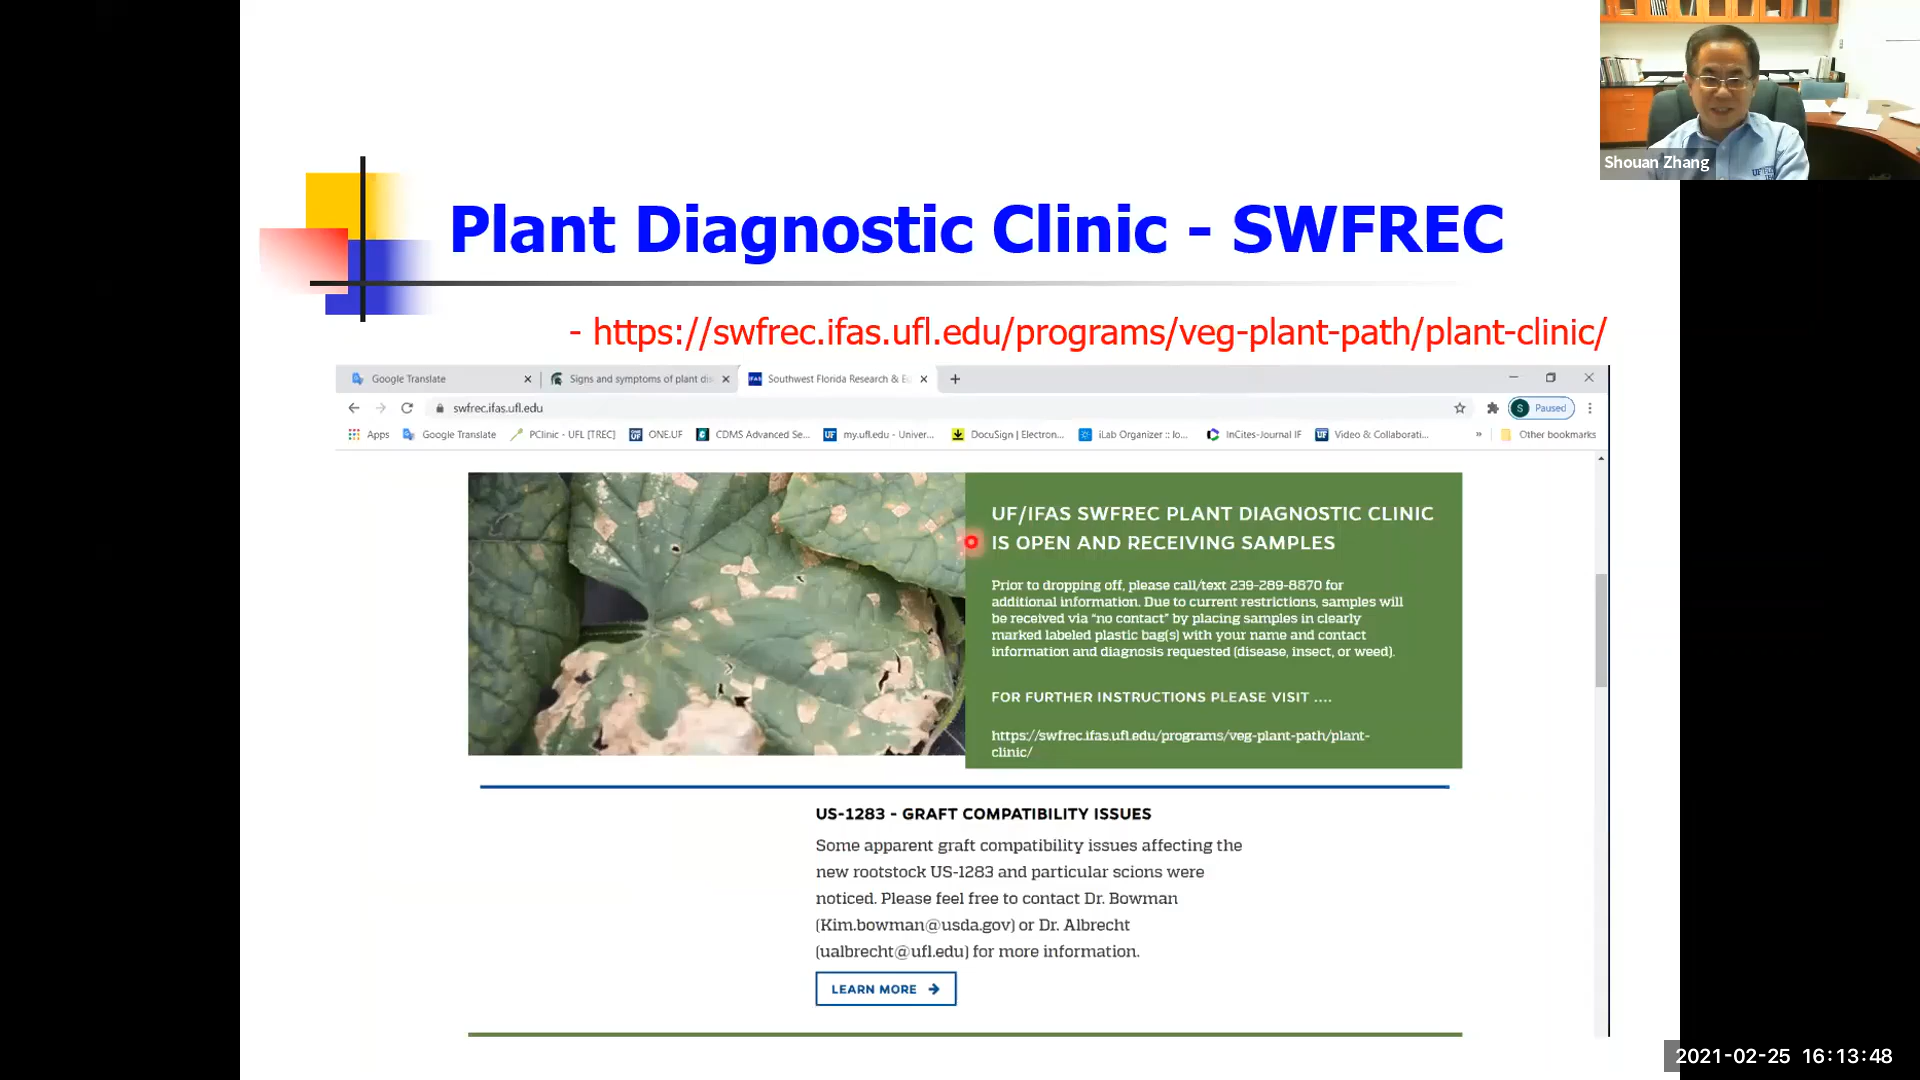 Shouan Zhang
Plant Diagnostic Clinic - SWFREC
- https://swfrec.ifas.ufl.edu/programs/veg-plant-path/plant-clinic/
Google Translate
Signs and symptoms of plant dis
IFAS
Southwest Florida Research & E
swfrec.ifas.ufl.edu
S Paused
Apps Google Translate PClinic - UFL [TREC] ONE.UF CDMS Advanced Se... UF my.ufl.edu - Univer... DocuSign | Electron... iLab Organizer :: Io... InCites-Journal IF UF Video & Collaborati... » Other bookmarks
UF/IFAS SWFREC PLANT DIAGNOSTIC CLINIC
IS OPEN AND RECEIVING SAMPLES
Prior to dropping off, please call/text 239-289-8870 for
additional information. Due to current restrictions, samples will
be received via "no contact" by placing samples in clearly
marked labeled plastic bag(s) with your name and contact
information and diagnosis requested (disease, insect, or weed).
FOR FURTHER INSTRUCTIONS PLEASE VISIT ....
https://swfrec.ifas.ufl.edu/programs/veg-plant-path/plant-
clinic/
US-1283 - GRAFT COMPATIBILITY ISSUES
Some apparent graft compatibility issues affecting the
new rootstock US-1283 and particular scions were
noticed. Please feel free to contact Dr. Bowman
(Kim.bowman@usda.gov) or Dr. Albrecht
(ualbrecht@ufl.edu) for more information.
LEARN MORE →
2021-02-25 16:13:48